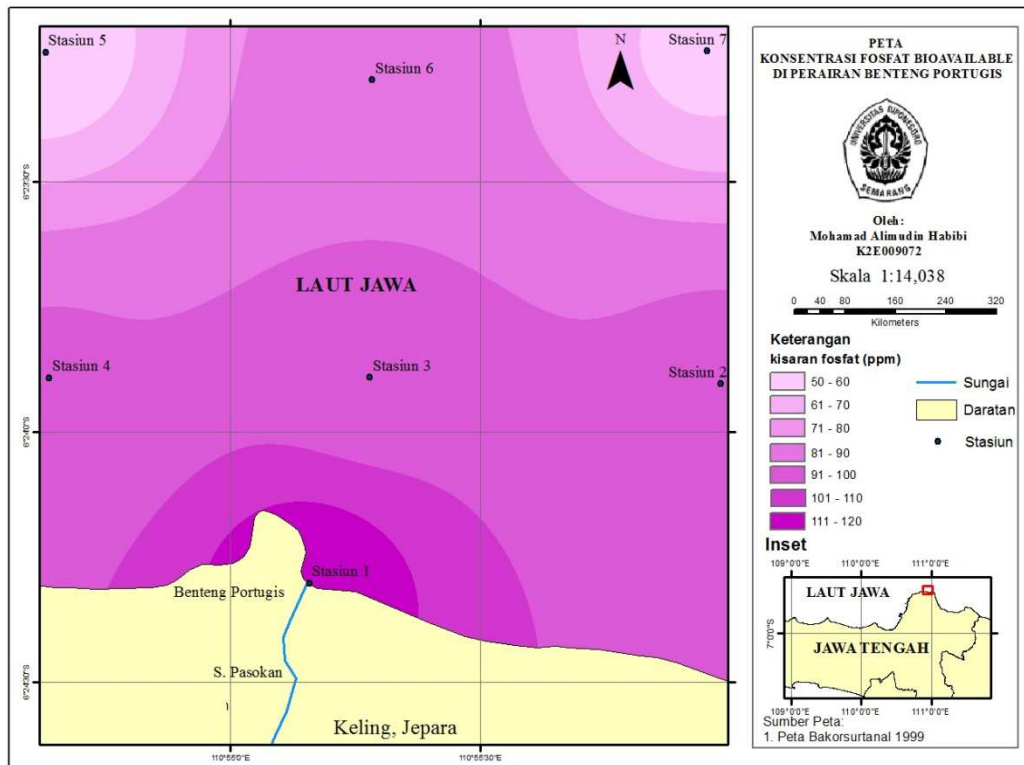 Stasiun 5
Stasiun 6
Stasiun 7
N
LAUT JAWA
Stasiun 4
Stasiun 3
Stasiun 2
Stasiun 1
Benteng Portugis
S. Pasokan
Keling, Jepara
6°23'30"S
6°24'0"S
6°24'30"S
110°55'0"E
110°55'30"E
PETA
KONSENTRASI FOSFAT BIOAVAILABLE
DI PERAIRAN BENTENG PORTUGIS
UNIVERSITAS DIPONEGORO
SEMARANG
Oleh:
Mohamad Alimudin Habibi
K2E009072
Skala 1:14,038
0 40 80 160 240 320
Kilometers
Keterangan
kisaran fosfat (ppm)
50 - 60
61 - 70
71 - 80
81 - 90
91 - 100
101 - 110
111 - 120
Sungai
Daratan
Stasiun
Inset
109°0'0"E 110°0'0"E 111°0'0"E
LAUT JAWA
7°0'0"S
JAWA TENGAH
109°0'0"E 110°0'0"E 111°0'0"E
Sumber Peta:
1. Peta Bakorsurtanal 1999